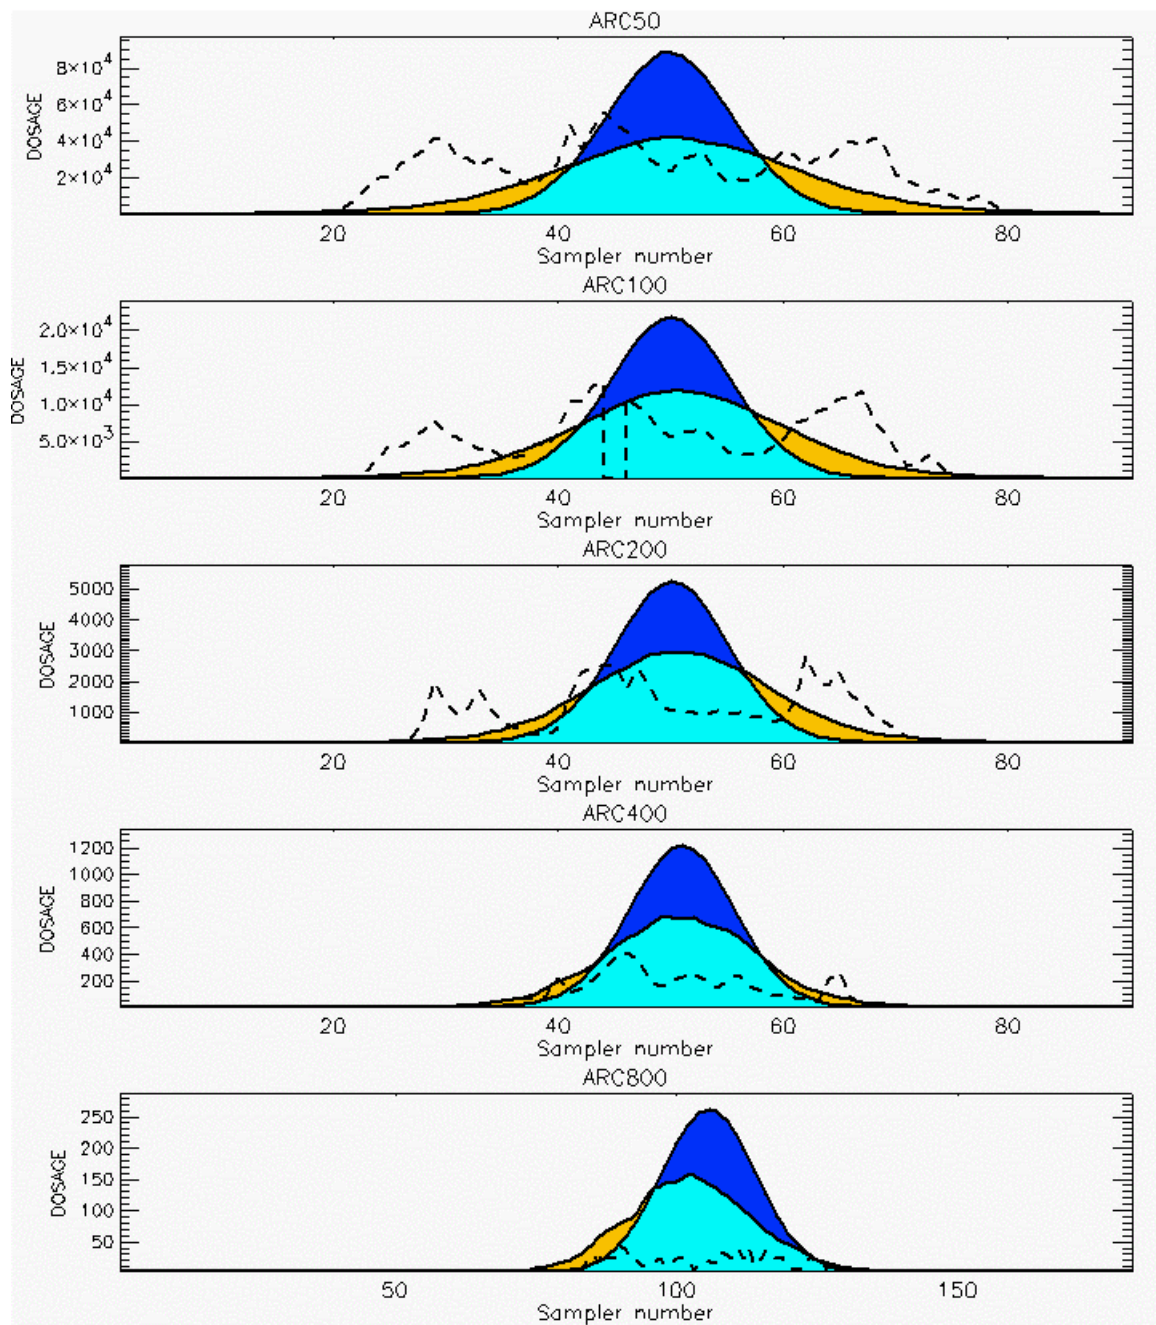 ARC50
8×10⁴
6×10⁴
4×10⁴
2×10⁴
DOSAGE
20 40 60 80
Sampler number
ARC100
2.0×10⁴
1.5×10⁴
1.0×10⁴
5.0×10³
DOSAGE
20 40 60 80
Sampler number
ARC200
5000
4000
3000
2000
1000
DOSAGE
20 40 60 80
Sampler number
ARC400
1200
1000
800
600
400
200
DOSAGE
20 40 60 80
Sampler number
ARC800
250
200
150
100
50
DOSAGE
50 100 150
Sampler number